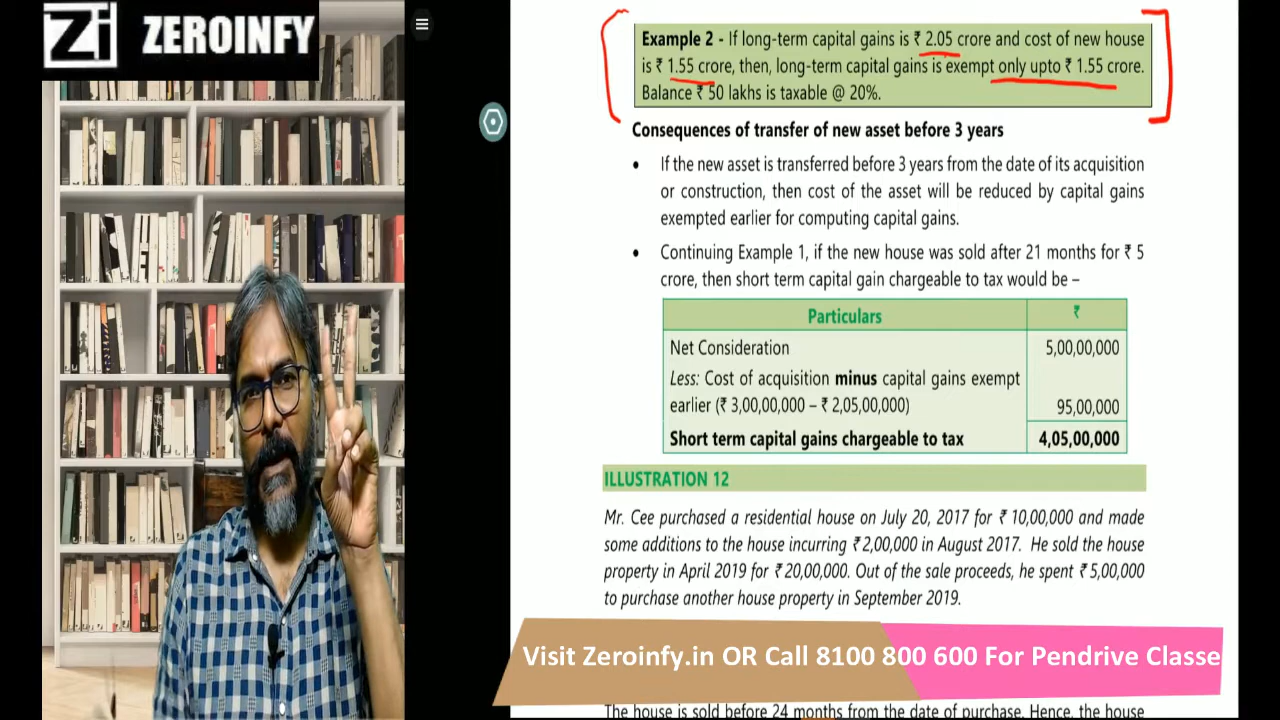 Zi ZEROINFY
Example 2 - If long-term capital gains is ₹ 2.05 crore and cost of new house
is ₹ 1.55 crore, then, long-term capital gains is exempt only upto ₹ 1.55 crore.
Balance ₹ 50 lakhs is taxable @ 20%.
Consequences of transfer of new asset before 3 years
• If the new asset is transferred before 3 years from the date of its acquisition
or construction, then cost of the asset will be reduced by capital gains
exempted earlier for computing capital gains.
• Continuing Example 1, if the new house was sold after 21 months for ₹ 5
crore, then short term capital gain chargeable to tax would be –
Particulars ₹
Net Consideration 5,00,00,000
Less: Cost of acquisition minus capital gains exempt
earlier (₹ 3,00,00,000 – ₹ 2,05,00,000) 95,00,000
Short term capital gains chargeable to tax 4,05,00,000
ILLUSTRATION 12
Mr. Cee purchased a residential house on July 20, 2017 for ₹ 10,00,000 and made
some additions to the house incurring ₹ 2,00,000 in August 2017. He sold the house
property in April 2019 for ₹ 20,00,000. Out of the sale proceeds, he spent ₹ 5,00,000
to purchase another house property in September 2019.
Visit Zeroinfy.in OR Call 8100 800 600 For Pendrive Classe
The house is sold before 24 months from the date of purchase. Hence, the house